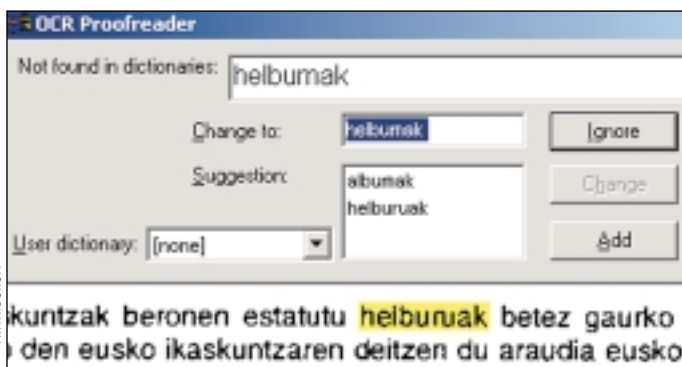 OCR Proofreader
Not found in dictionaries: helbumak
Change to: helbumak Ignore
Suggestion: albumak Change
helburuak
User dictionary: [none] Add
kuntzak beronen estatutu helburuak betez gaurko
den eusko ikaskuntzaren deitzen du araudia eusko